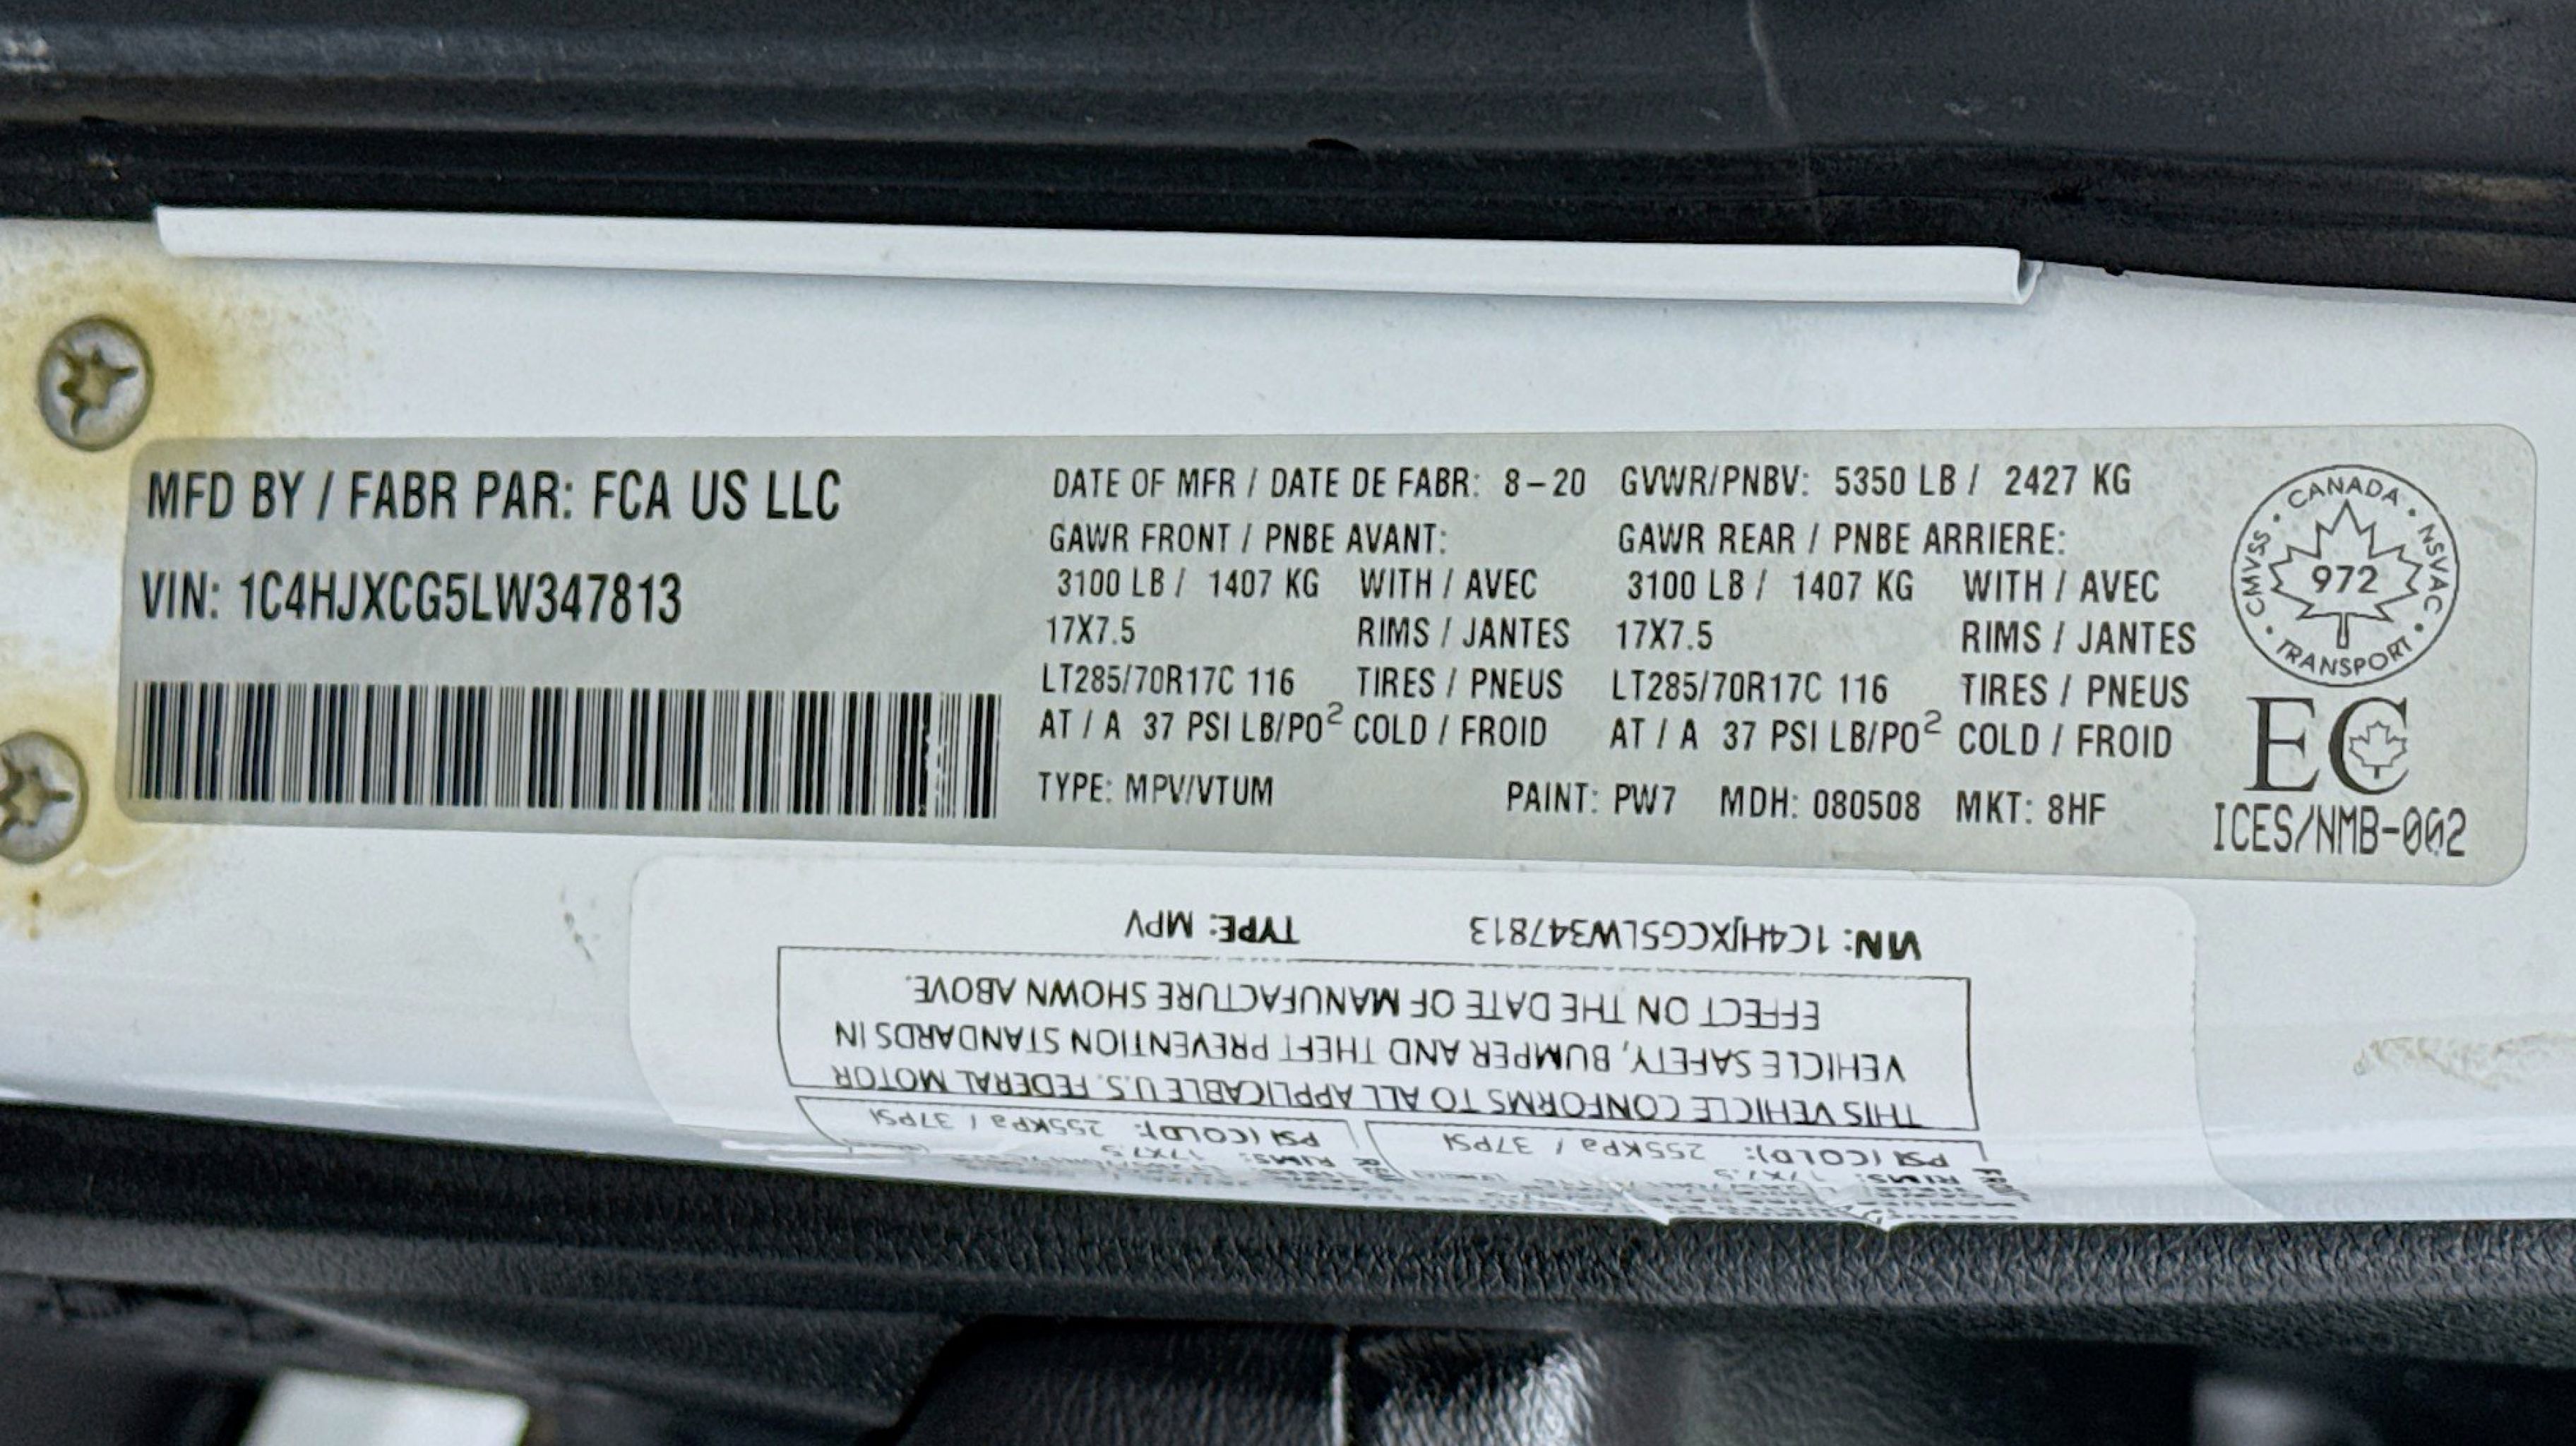 MFD BY / FABR PAR: FCA US LLC
VIN: 1C4HJXCG5LW347813
DATE OF MFR / DATE DE FABR: 8-20 GVWR/PNBV: 5350 LB / 2427 KG
GAWR FRONT / PNBE AVANT: GAWR REAR / PNBE ARRIERE:
3100 LB / 1407 KG WITH / AVEC 3100 LB / 1407 KG WITH / AVEC
17X7.5 RIMS / JANTES 17X7.5 RIMS / JANTES
LT285/70R17C 116 TIRES / PNEUS LT285/70R17C 116 TIRES / PNEUS
AT / A 37 PSI LB/PO² COLD / FROID AT / A 37 PSI LB/PO² COLD / FROID
TYPE: MPV/VTUM PAINT: PW7 MDH: 080508 MKT: 8HF
CANADA · NSVAC · TRANSPORT · CMVSS ·
972
EC
ICES/NMB-002
PSI (COLD): 255KPa / 37PSI PSI (COLD): 255KPa / 37PSI
THIS VEHICLE CONFORMS TO ALL APPLICABLE U.S. FEDERAL MOTOR
VEHICLE SAFETY, BUMPER AND THEFT PREVENTION STANDARDS IN
EFFECT ON THE DATE OF MANUFACTURE SHOWN ABOVE.
VIN: 1C4HJXCG5LW347813 TYPE: MPV